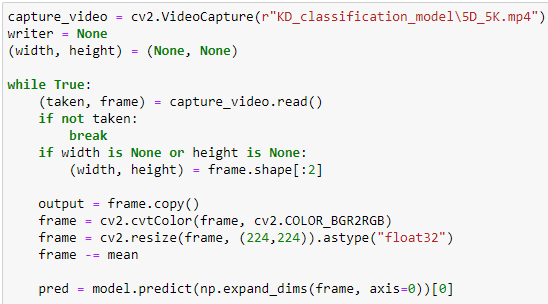 capture_video = cv2.VideoCapture(r"KD_classification_model\5D_5K.mp4")
writer = None
(width, height) = (None, None)

while True:
    (taken, frame) = capture_video.read()
    if not taken:
        break
    if width is None or height is None:
        (width, height) = frame.shape[:2]

    output = frame.copy()
    frame = cv2.cvtColor(frame, cv2.COLOR_BGR2RGB)
    frame = cv2.resize(frame, (224,224)).astype("float32")
    frame -= mean

    pred = model.predict(np.expand_dims(frame, axis=0))[0]